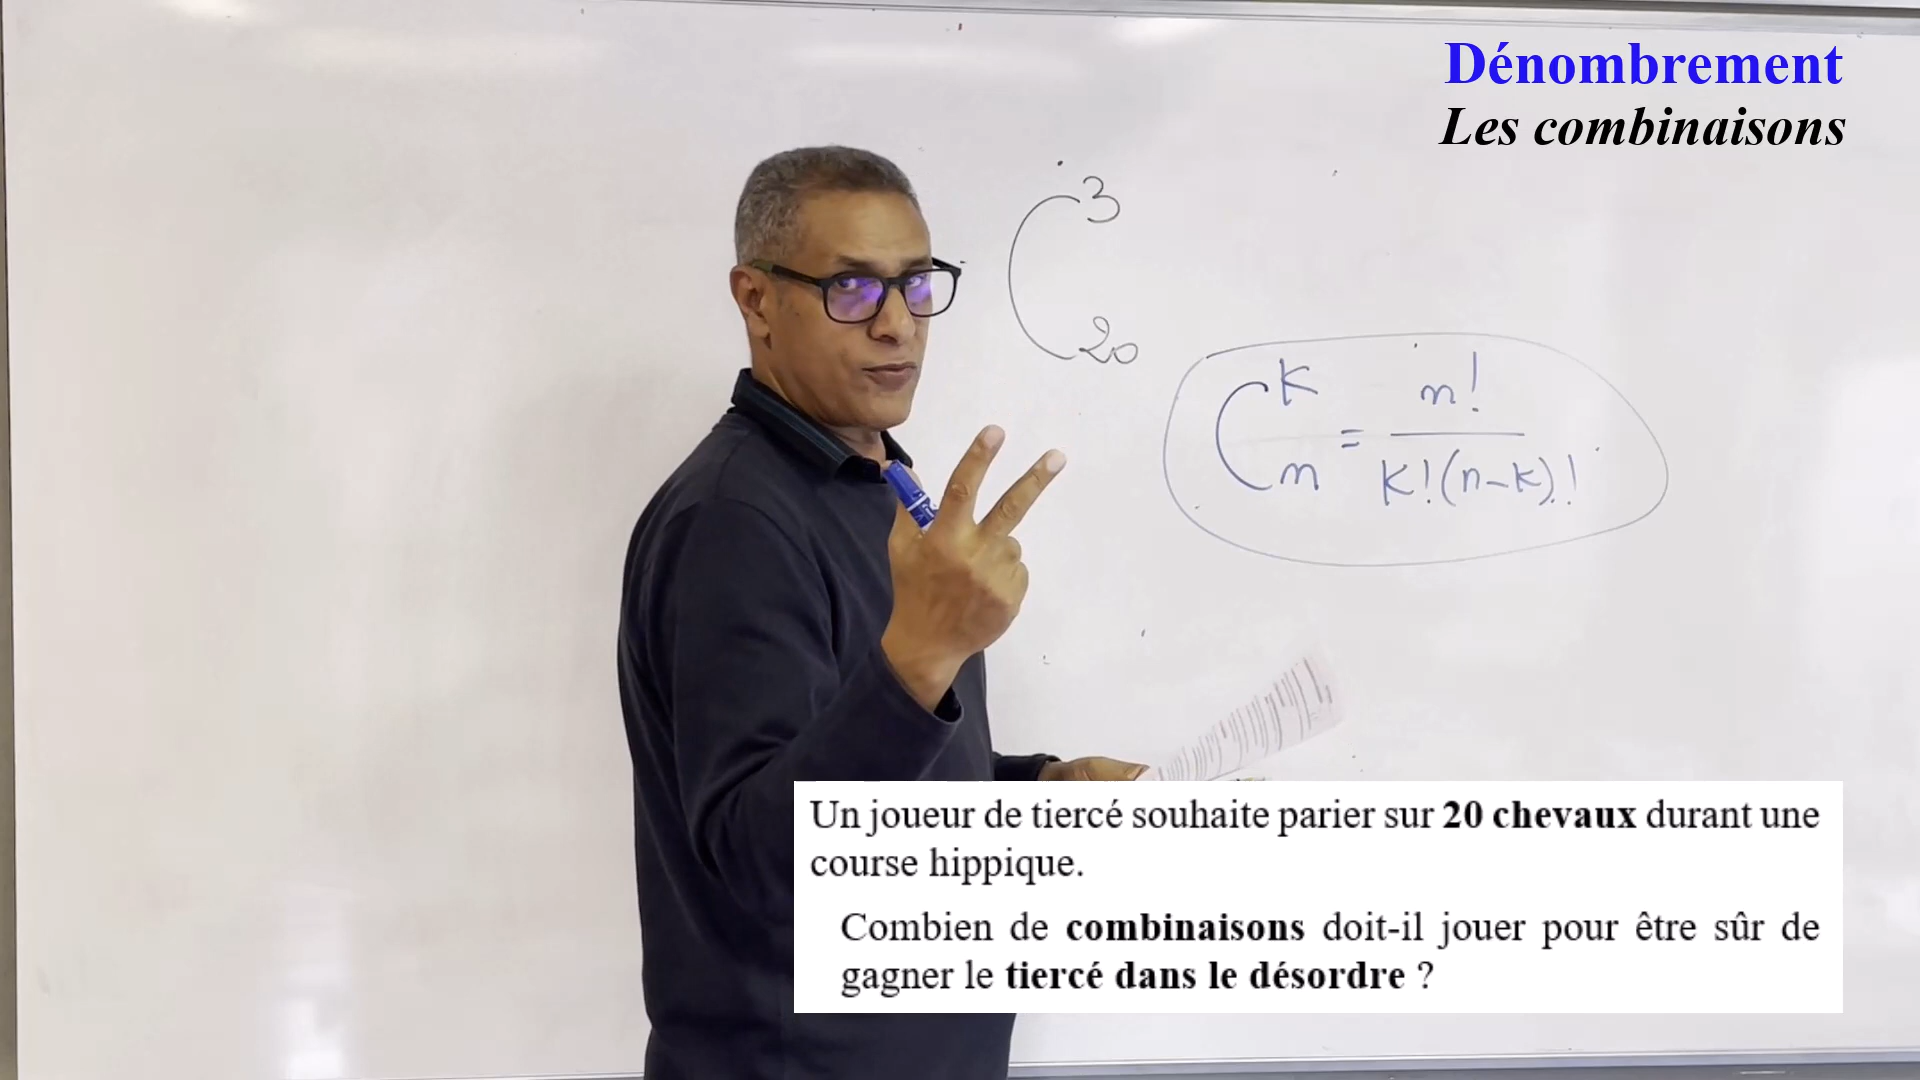 Dénombrement
Les combinaisons
C 3 20
C k n = n! / k!(n-k)!
Un joueur de tiercé souhaite parier sur 20 chevaux durant une
course hippique.
Combien de combinaisons doit-il jouer pour être sûr de
gagner le tiercé dans le désordre ?